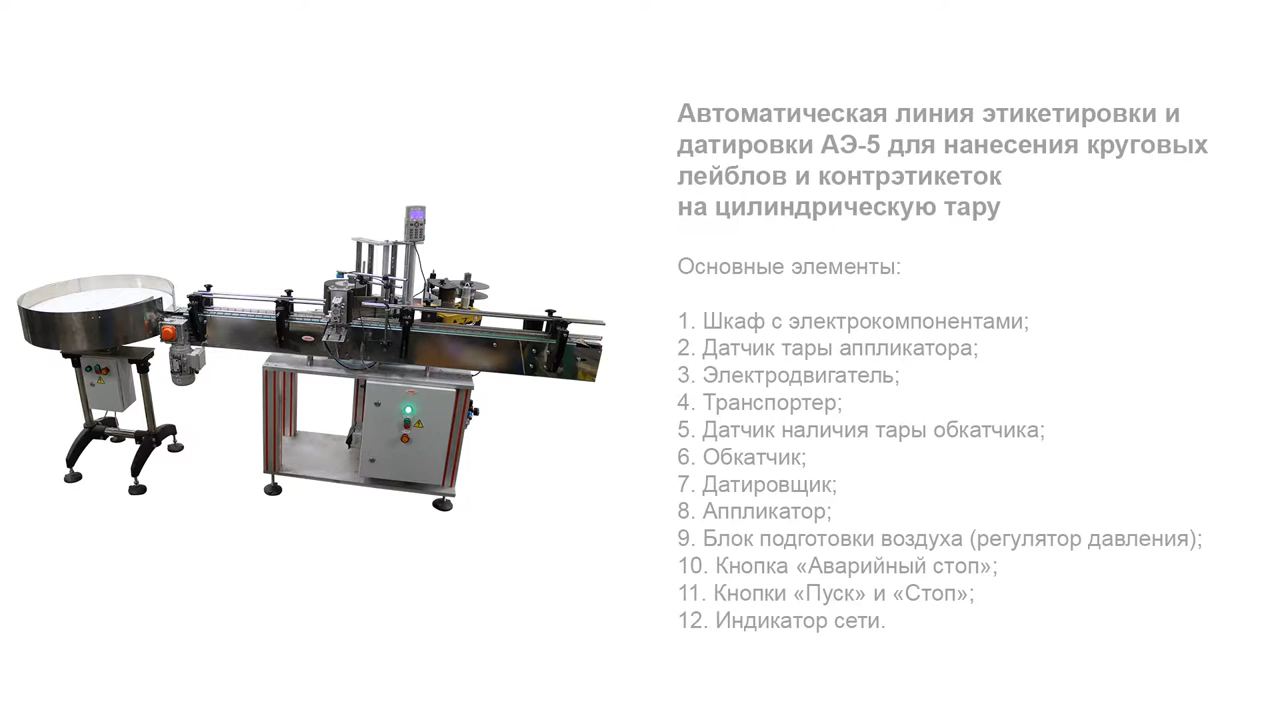 Автоматическая линия этикетировки и
датировки АЭ-5 для нанесения круговых
лейблов и контрэтикеток
на цилиндрическую тару
Основные элементы:
1. Шкаф с электрокомпонентами;
2. Датчик тары аппликатора;
3. Электродвигатель;
4. Транспортер;
5. Датчик наличия тары обкатчика;
6. Обкатчик;
7. Датировщик;
8. Аппликатор;
9. Блок подготовки воздуха (регулятор давления);
10. Кнопка «Аварийный стоп»;
11. Кнопки «Пуск» и «Стоп»;
12. Индикатор сети.